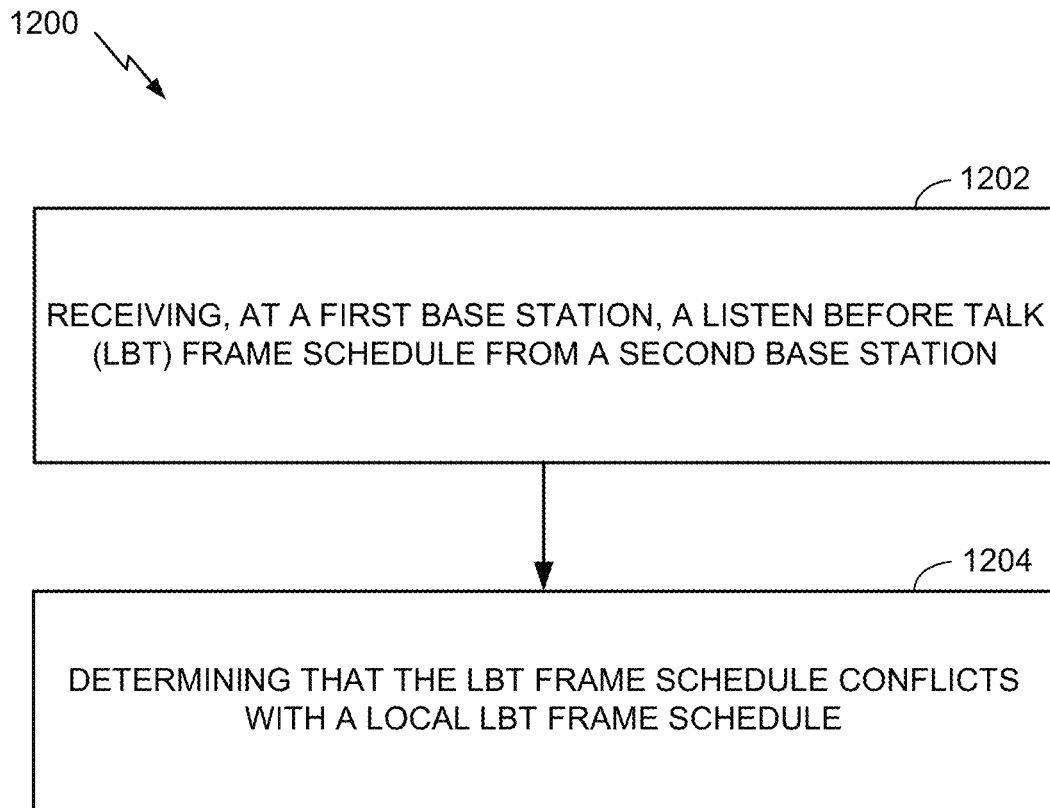 1200
1202
RECEIVING, AT A FIRST BASE STATION, A LISTEN BEFORE TALK
(LBT) FRAME SCHEDULE FROM A SECOND BASE STATION
1204
DETERMINING THAT THE LBT FRAME SCHEDULE CONFLICTS
WITH A LOCAL LBT FRAME SCHEDULE